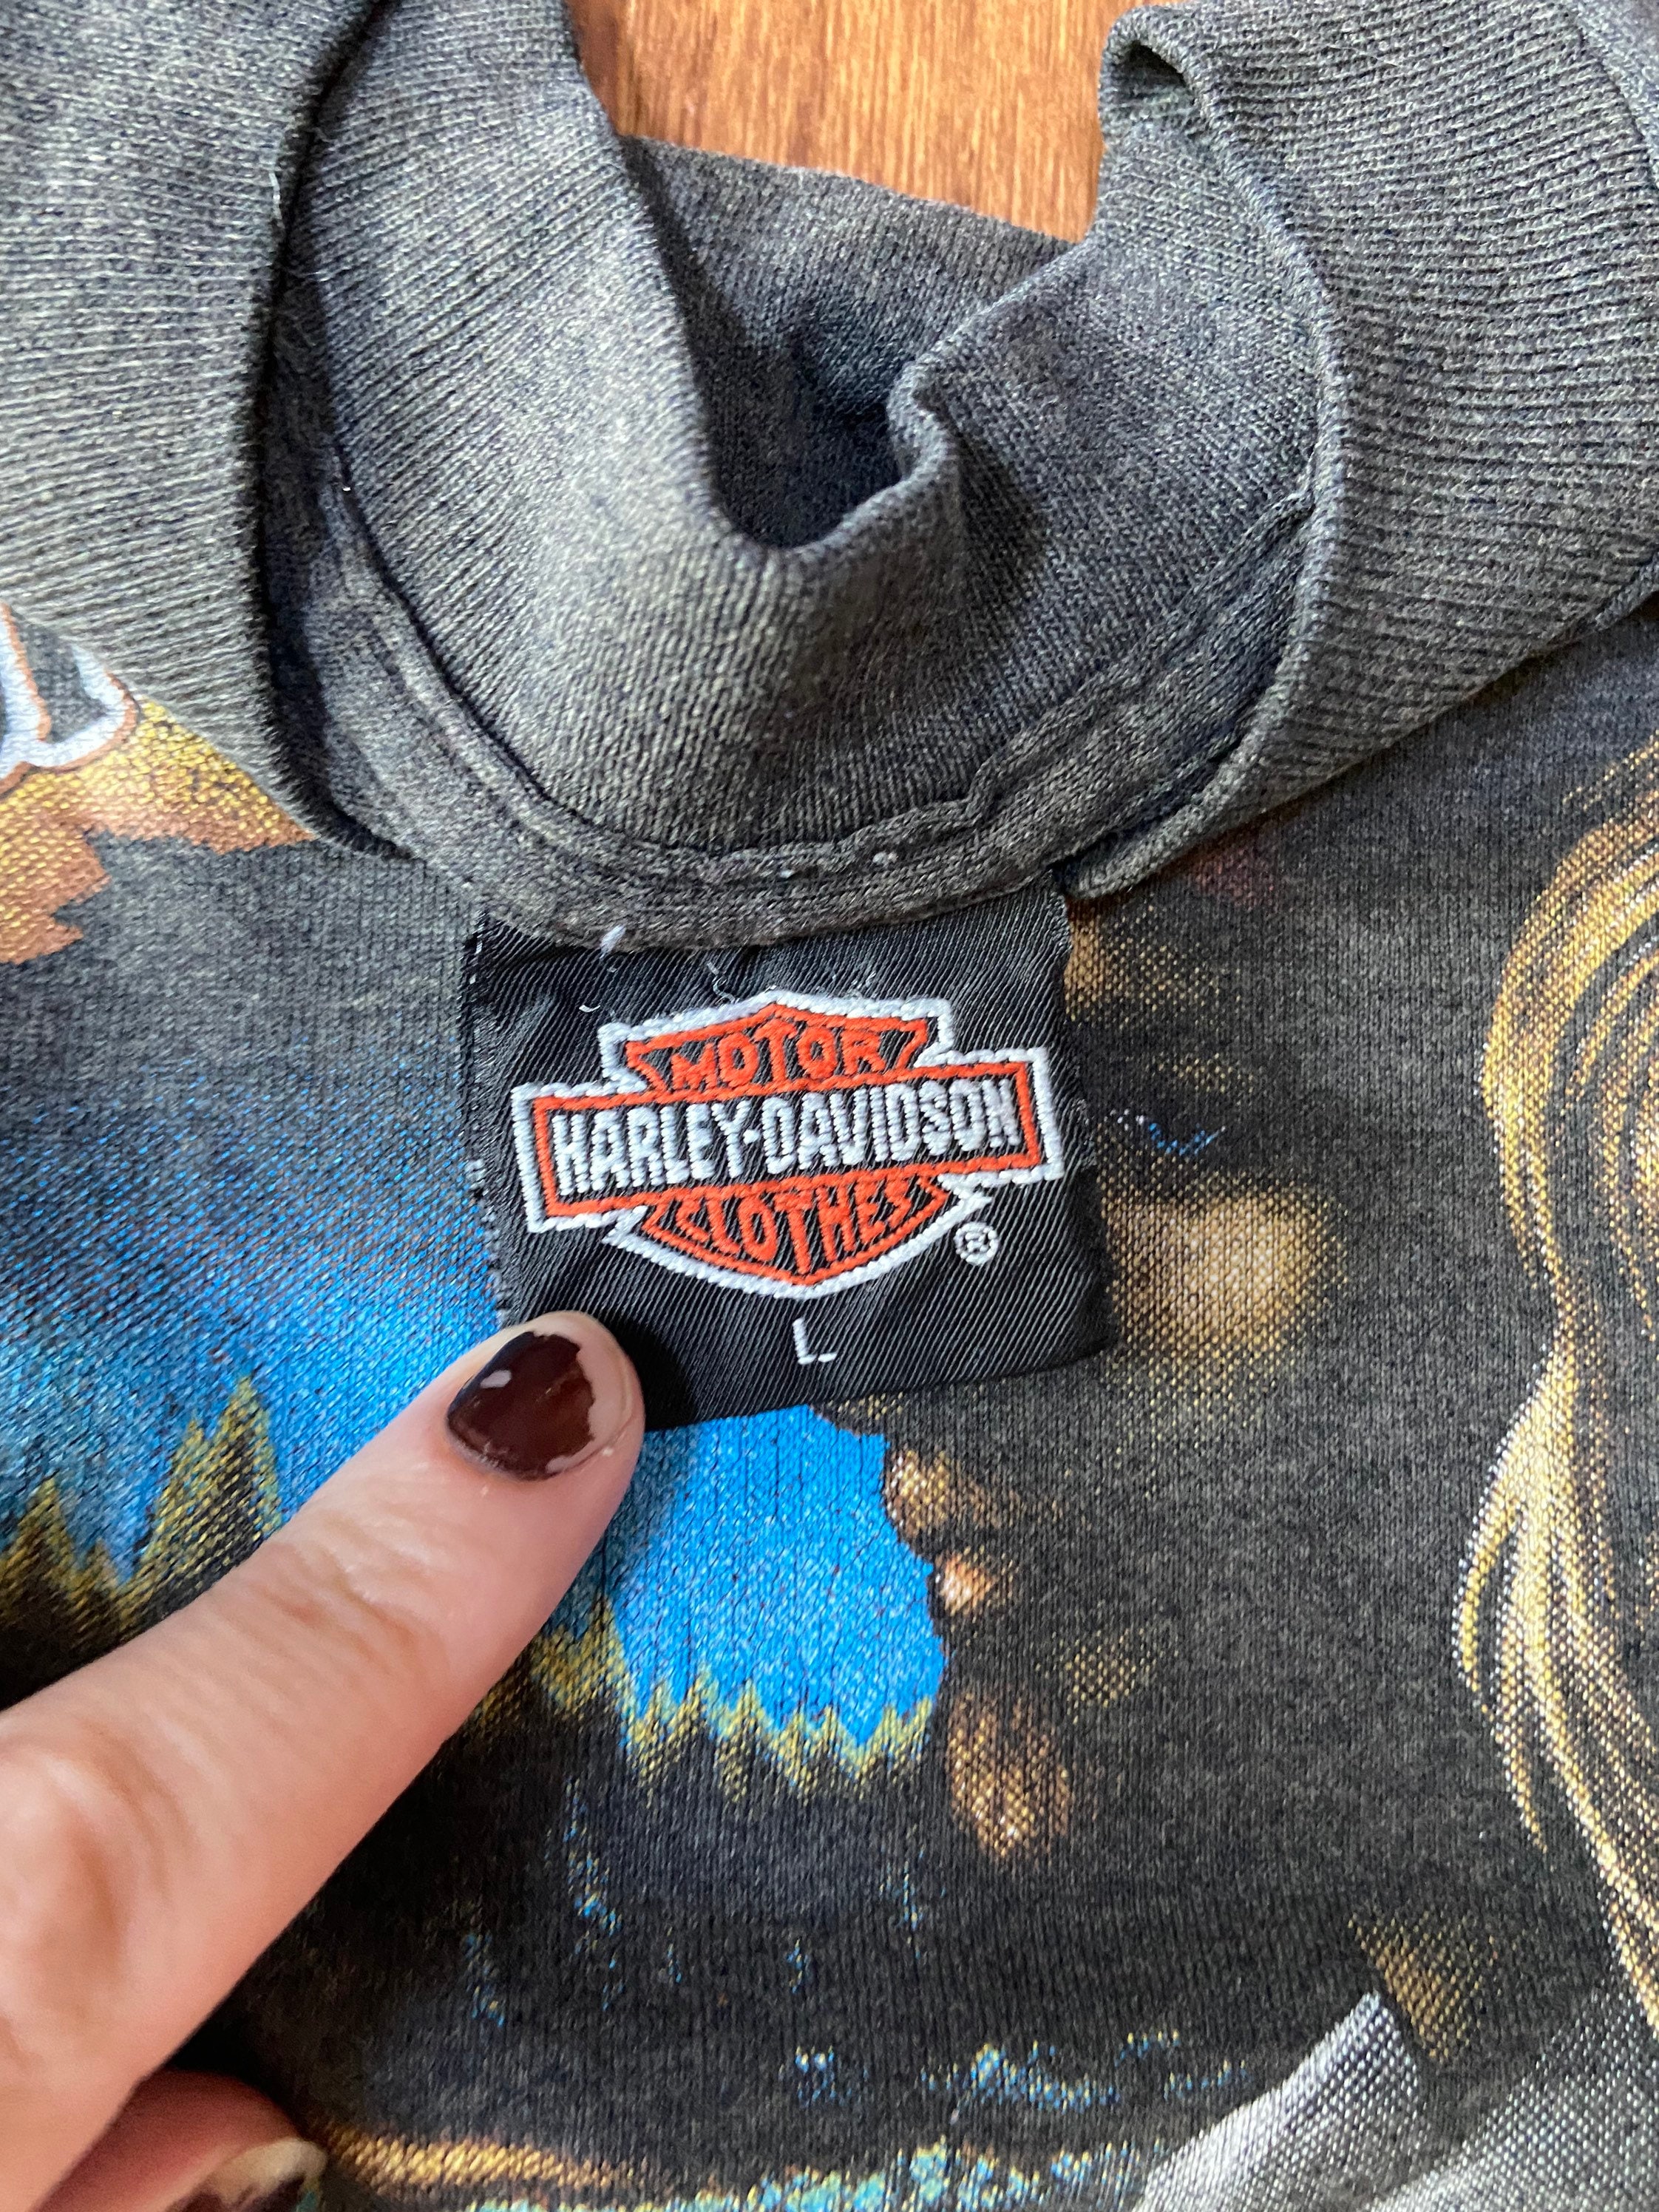 MOTOR
HARLEY-DAVIDSON
CLOTHES
®
L.